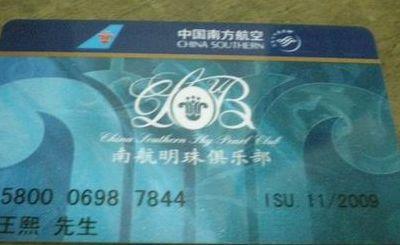 中国南方航空
CHINA SOUTHERN
China Southern Sky Pearl Club
南航明珠俱乐部
5800 0698 7844 ISU. 11/2009
王熙 先生